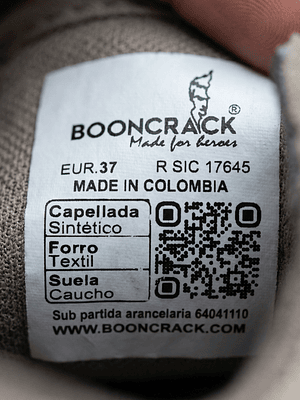 BOONCRACK®
Made for heroes
EUR.37 R SIC 17645
MADE IN COLOMBIA
Capellada
Sintético
Forro
Textil
Suela
Caucho
Sub partida arancelaria 64041110
WWW.BOONCRACK.COM